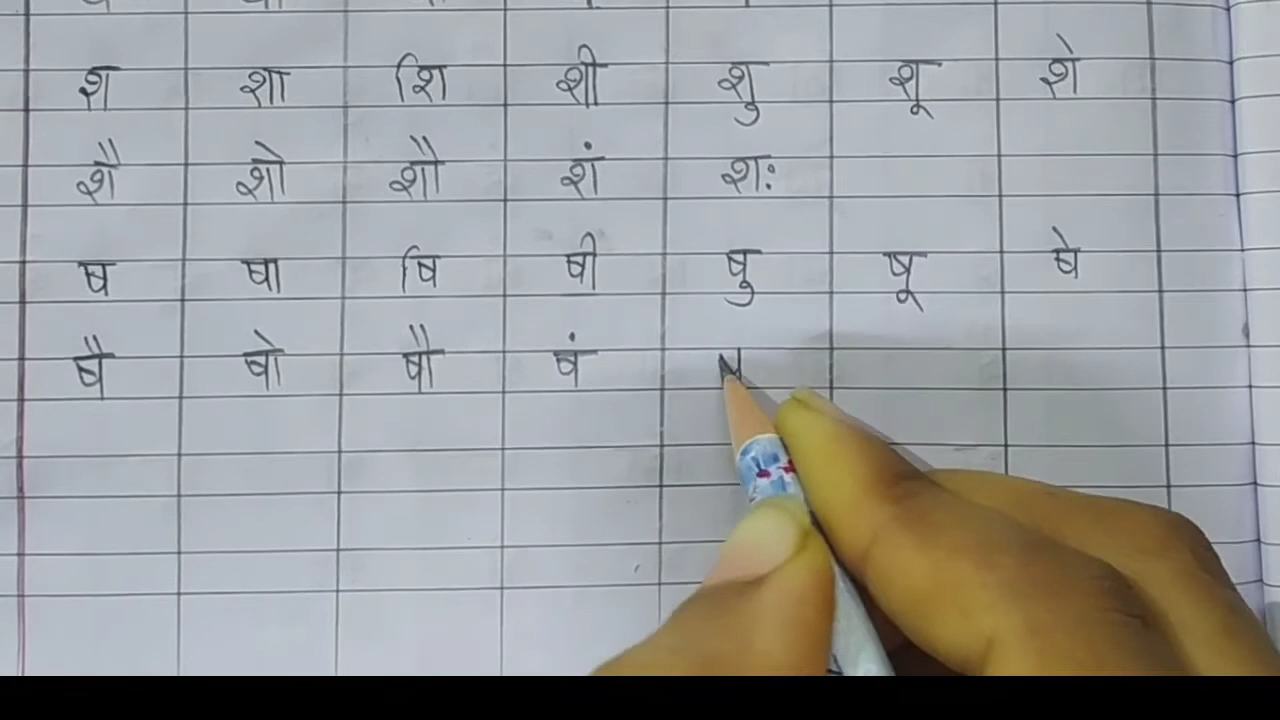 श शा शि शी शु शू शे
शै शो शौ शं शः
ष षा षि षी षु षू षे
षै षो षौ षं